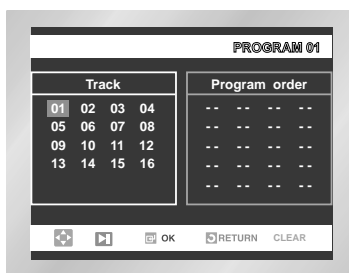 PROGRAM 01
Track
01 02 03 04
05 06 07 08
09 10 11 12
13 14 15 16
Program order
-- -- -- --
-- -- -- --
-- -- -- --
-- -- -- --
-- -- -- --
OK RETURN CLEAR